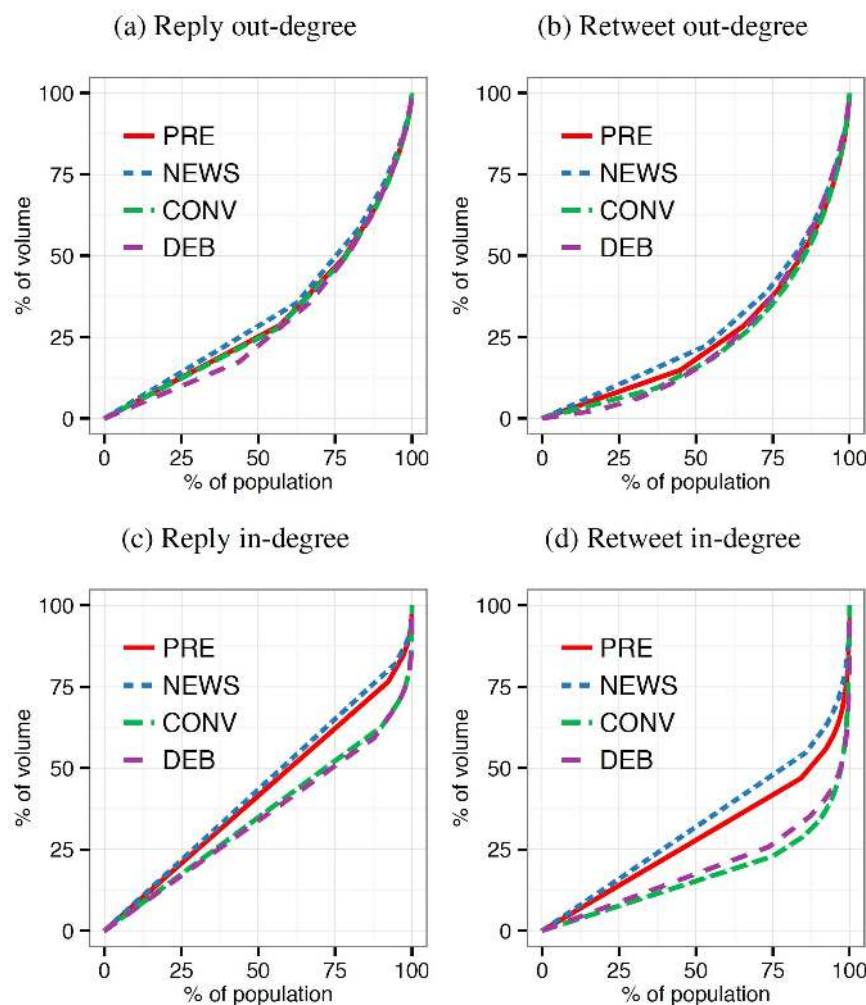 (a) Reply out-degree
100
75
50
25
0
% of volume
PRE
NEWS
CONV
DEB
0 25 50 75 100
% of population
(b) Retweet out-degree
100
75
50
25
0
% of volume
PRE
NEWS
CONV
DEB
0 25 50 75 100
% of population
(c) Reply in-degree
100
75
50
25
0
% of volume
PRE
NEWS
CONV
DEB
0 25 50 75 100
% of population
(d) Retweet in-degree
100
75
50
25
0
% of volume
PRE
NEWS
CONV
DEB
0 25 50 75 100
% of population